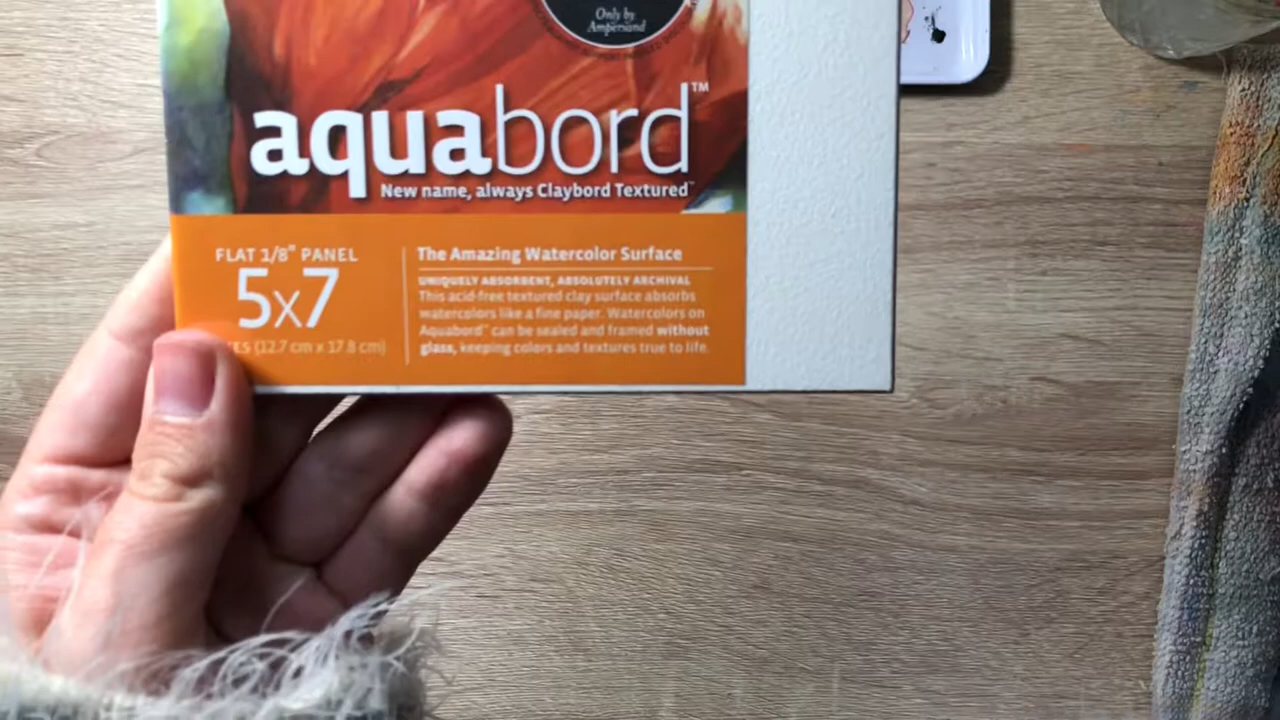 Only by
Ampersand
aquabord™
New name, always Claybord Textured™
FLAT 1/8" PANEL
5x7
(12.7 cm x 17.8 cm)
The Amazing Watercolor Surface
UNIQUELY ABSORBENT, ABSOLUTELY ARCHIVAL
This acid-free textured clay surface absorbs
watercolors like a fine paper. Watercolors on
Aquabord™ can be sealed and framed without
glass, keeping colors and textures true to life.